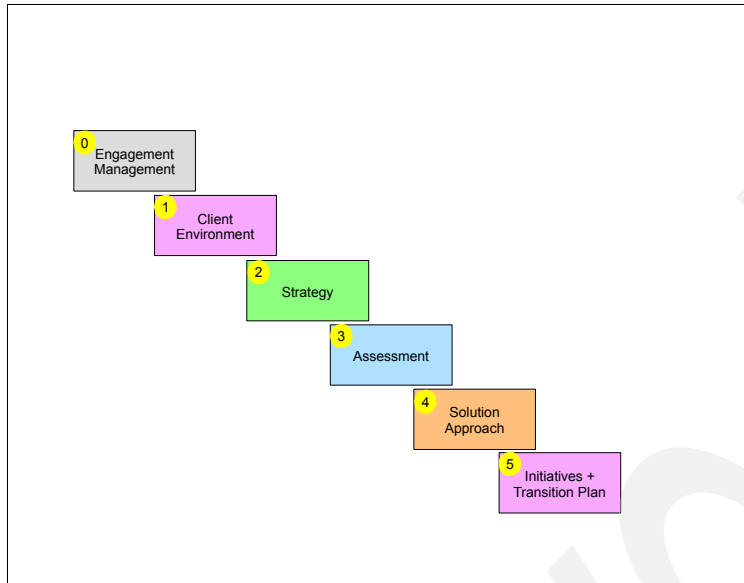 0
Engagement
Management
1
Client
Environment
2
Strategy
3
Assessment
4
Solution
Approach
5
Initiatives +
Transition Plan